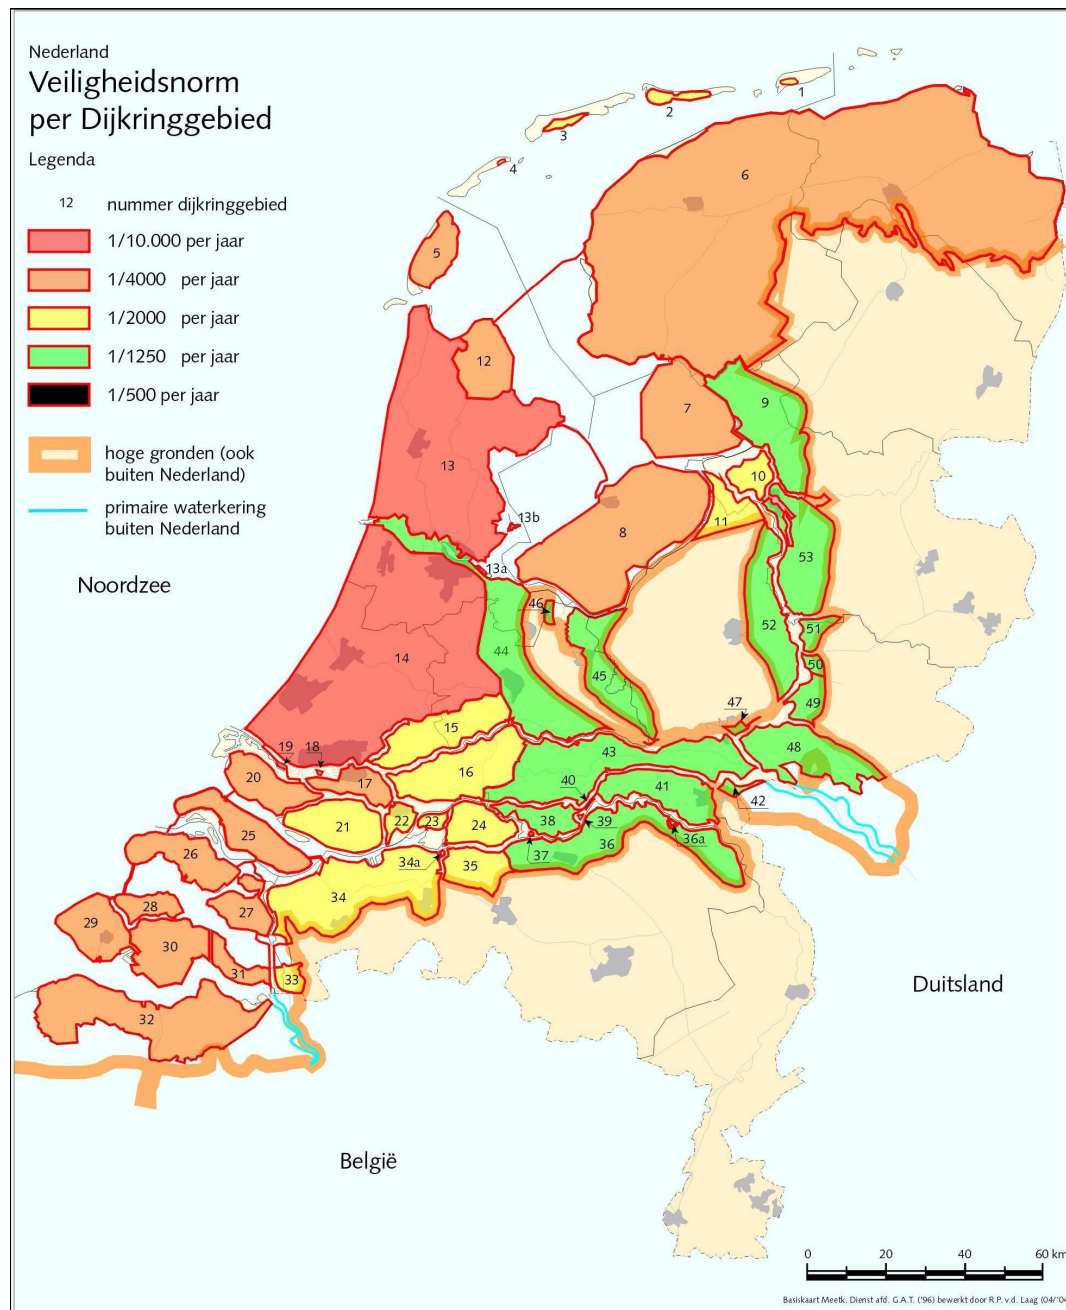 Nederland
Veiligheidsnorm
per Dijkringgebied
Legenda
12 nummer dijkringgebied
1/10.000 per jaar
1/4000 per jaar
1/2000 per jaar
1/1250 per jaar
1/500 per jaar
hoge gronden (ook
buiten Nederland)
primaire waterkering
buiten Nederland
Noordzee
1
2
3
4
5
6
12
7
9
13
10
13b
11
8
53
13a
46
52
51
44
14
45
50
47
49
15
43
48
19
18
20
17
16
40
41
42
21
22
23
24
38
39
25
36a
26
34a
35
37
36
34
28
27
29
30
31
33
32
Duitsland
België
0 20 40 60 km
Basiskaart Meetk. Dienst afd. G.A.T. ('96) bewerkt door R.P. v.d. Laag (04/'04